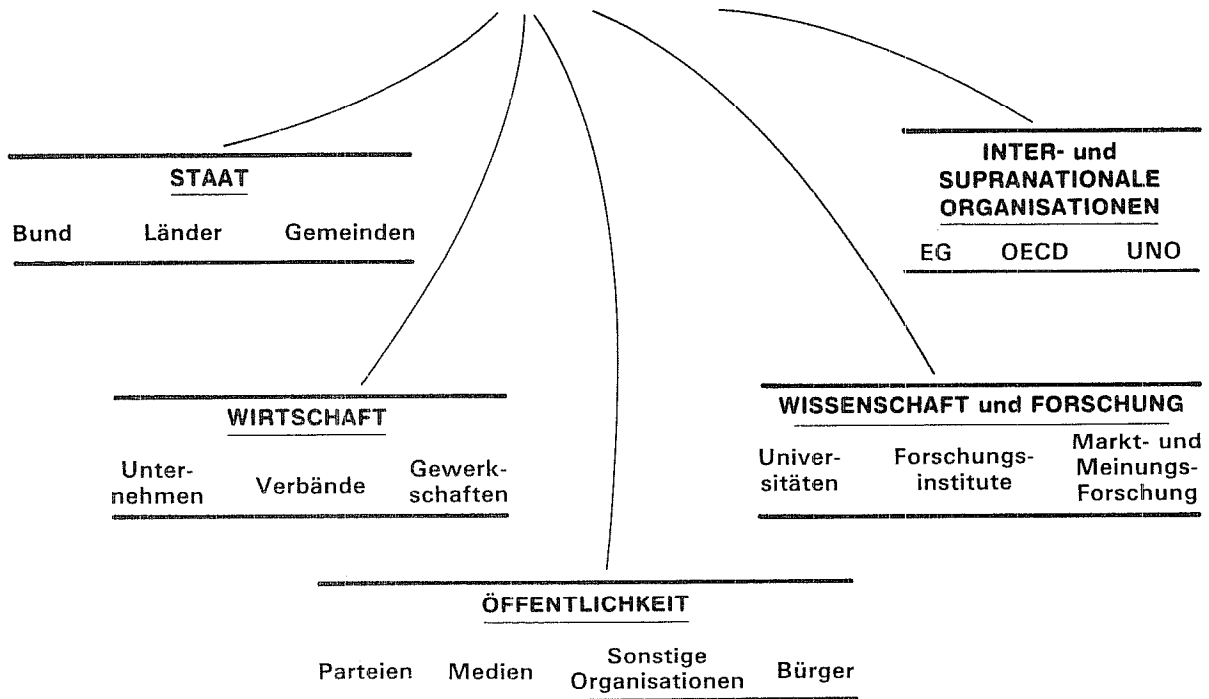 STAAT
Bund Länder Gemeinden
INTER- und
SUPRANATIONALE
ORGANISATIONEN
EG OECD UNO
WIRTSCHAFT
Unter-
nehmen
Verbände
Gewerk-
schaften
WISSENSCHAFT und FORSCHUNG
Univer-
sitäten
Forschungs-
institute
Markt- und
Meinungs-
Forschung
ÖFFENTLICHKEIT
Parteien
Medien
Sonstige
Organisationen
Bürger